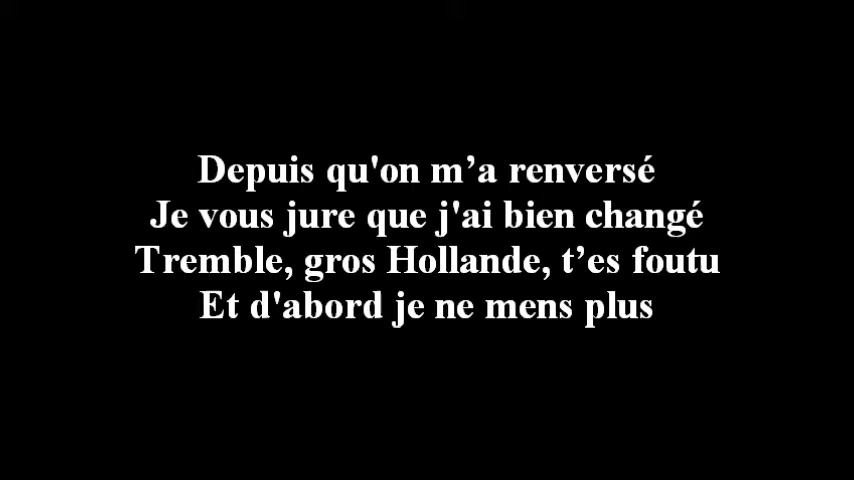 Depuis qu'on m’a renversé
Je vous jure que j'ai bien changé
Tremble, gros Hollande, t’es foutu
Et d'abord je ne mens plus